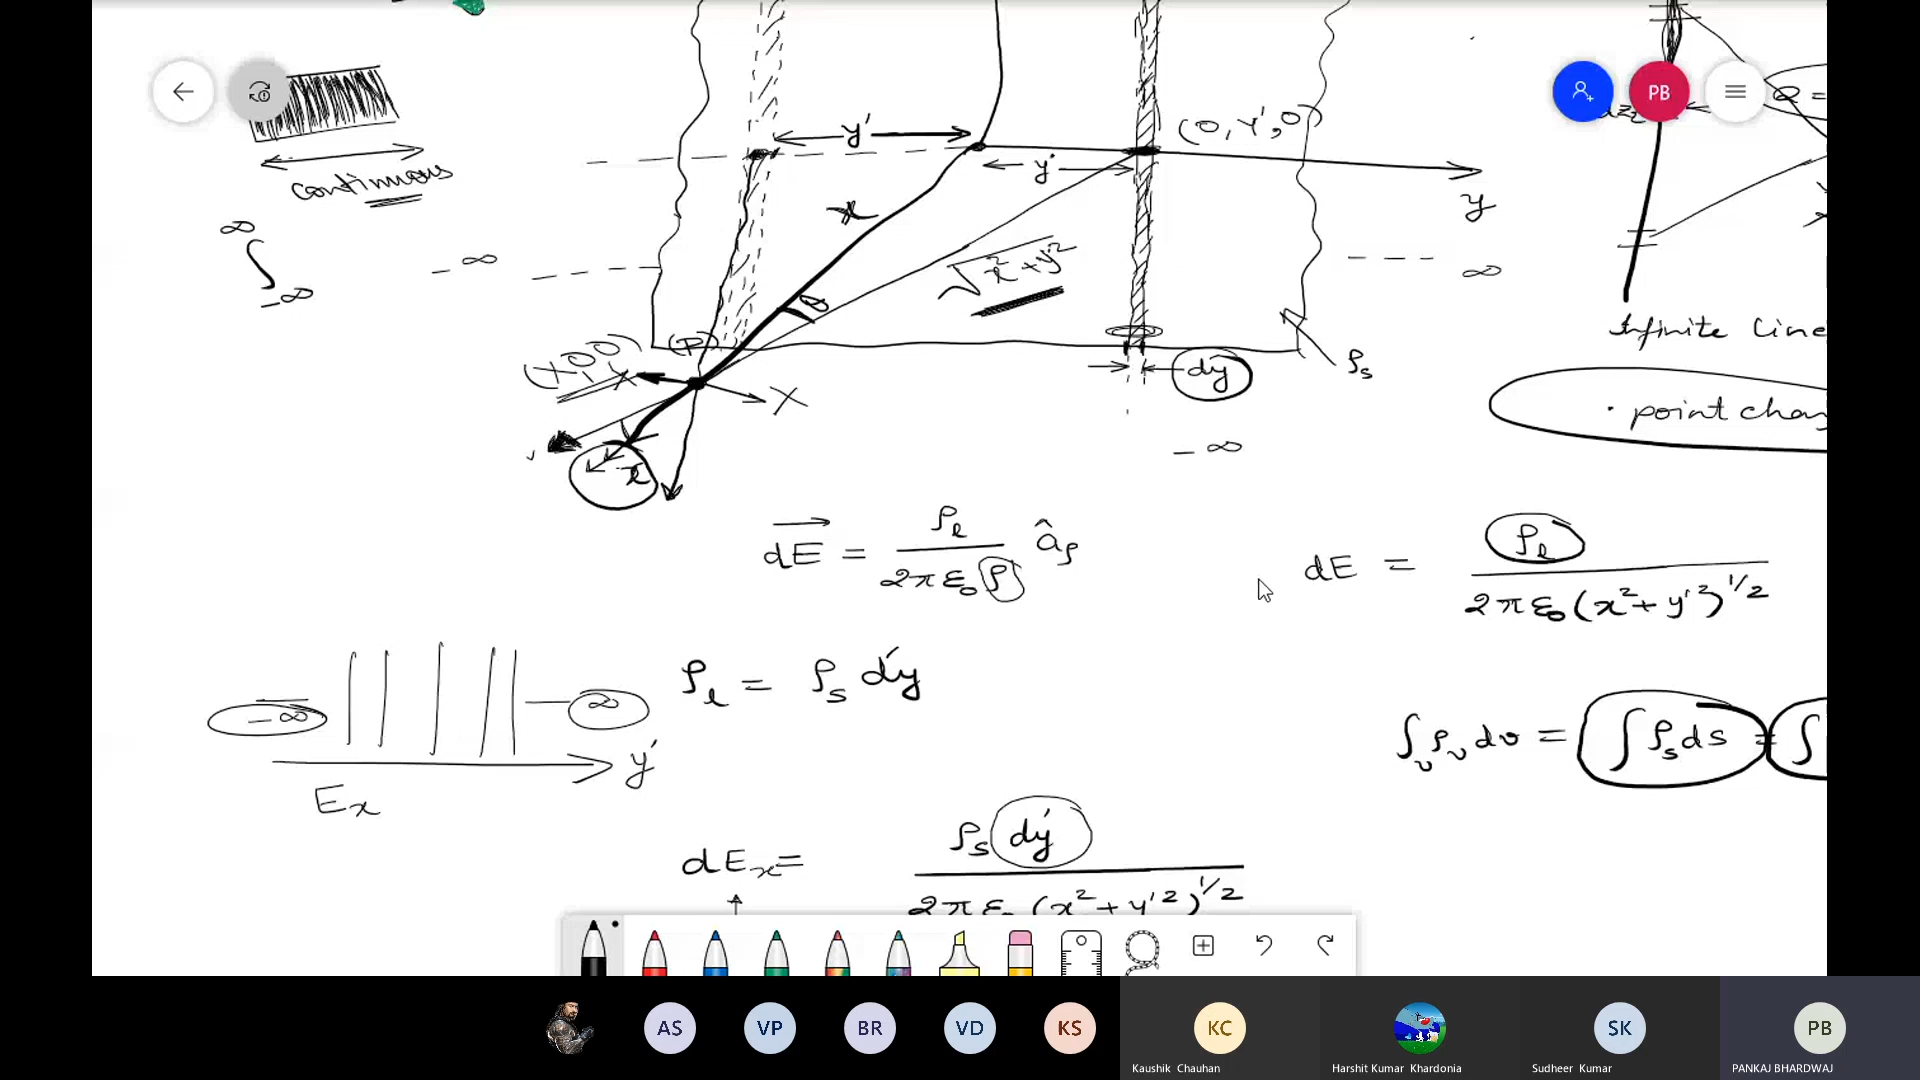 PB
continuous
∞
∫
-∞
- ∞
y'
y'
(0, Y', 0)
y
x
√x²+y'²
θ
∞
(X,0,0)
(P)
X
x
dy
ρs
- ∞
Infinite Line
· point char
dE = ρℓ / 2πε₀ρ âρ
dE = ρℓ / 2πε₀(x²+y'²)^1/2
ρℓ = ρs dy'
-∞
∞
y'
Ex
∫v ρv dv = ∫ρs ds = ∫
dEx = ρs dy' / 2πε₀(x²+y'²)^1/2
AS VP BR VD KS KC SK PB
Kaushik Chauhan
Harshit Kumar Khardonia
Sudheer Kumar
PANKAJ BHARDWAJ